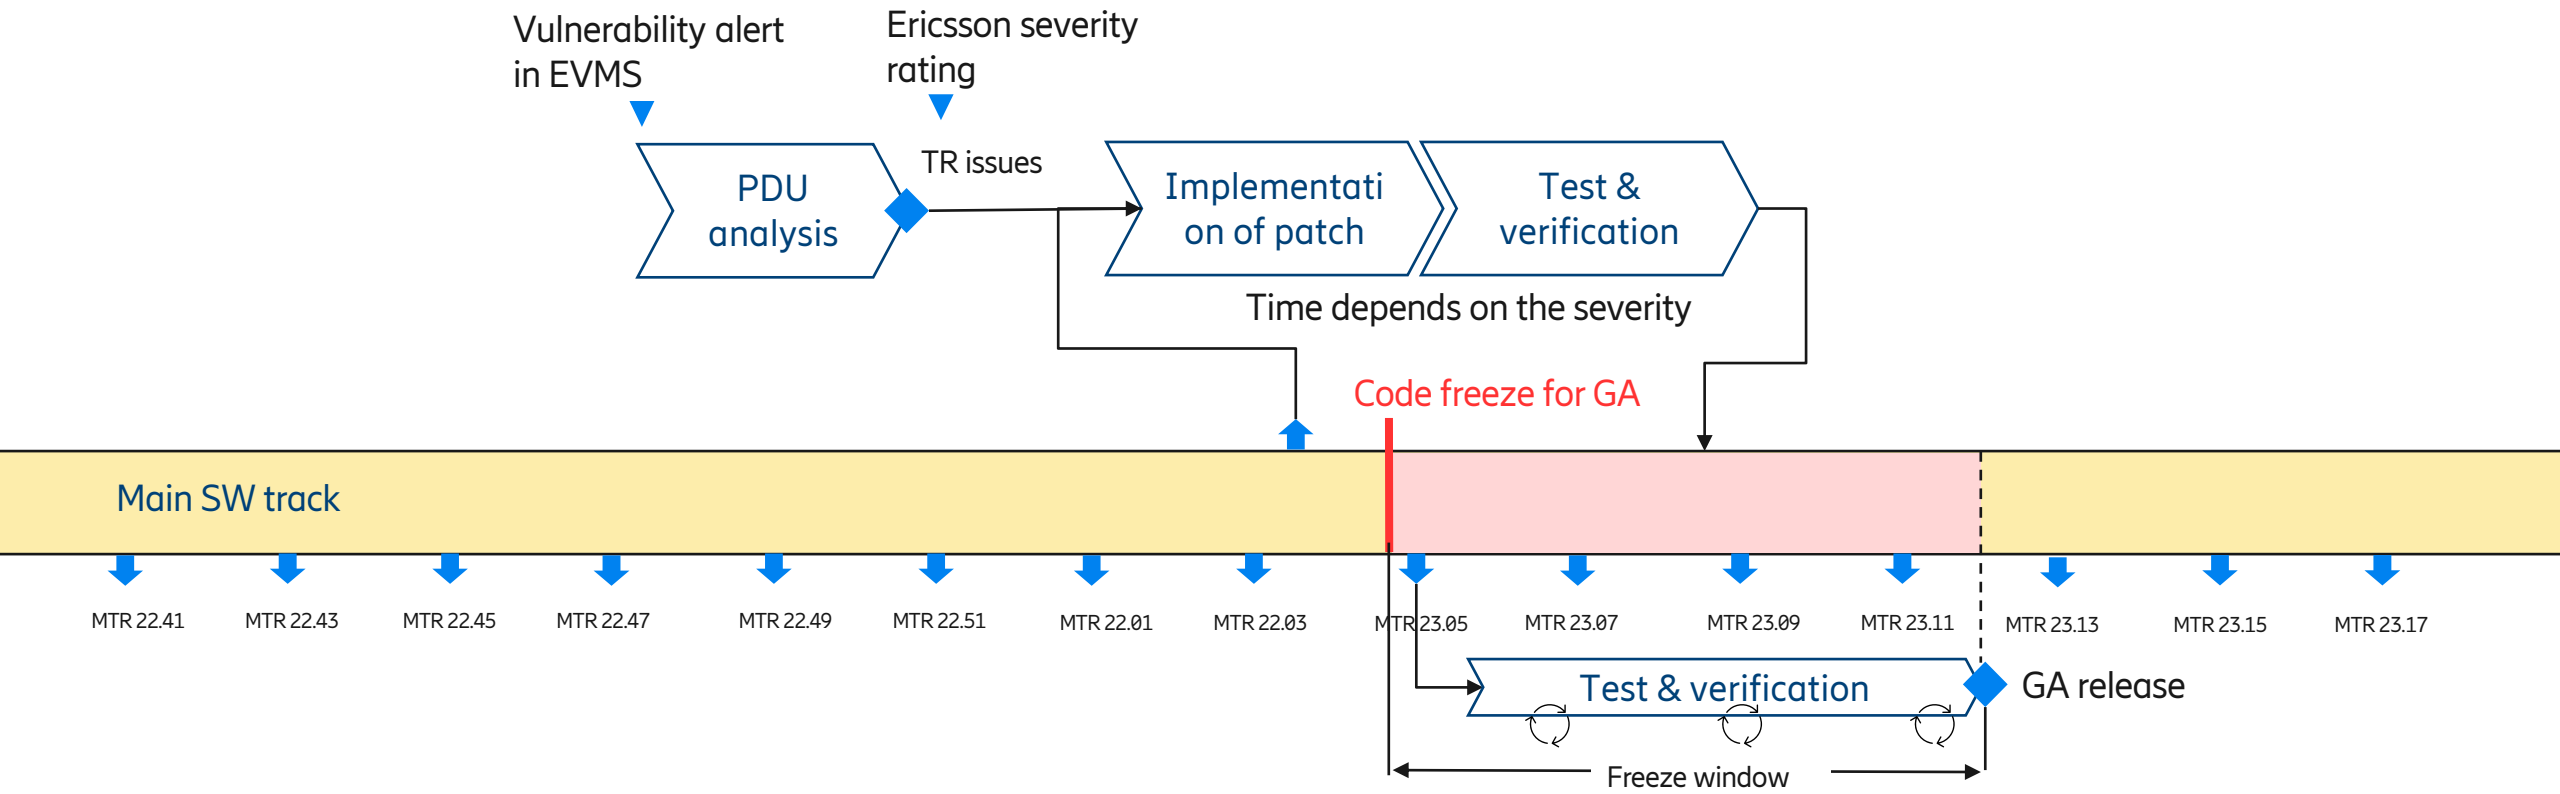 Vulnerability alert
in EVMS
Ericsson severity
rating
TR issues
PDU
analysis
Implementati
on of patch
Test &
verification
Time depends on the severity
Code freeze for GA
Main SW track
MTR 22.41
MTR 22.43
MTR 22.45
MTR 22.47
MTR 22.49
MTR 22.51
MTR 22.01
MTR 22.03
MTR 23.05
MTR 23.07
MTR 23.09
MTR 23.11
MTR 23.13
MTR 23.15
MTR 23.17
Test & verification
GA release
Freeze window